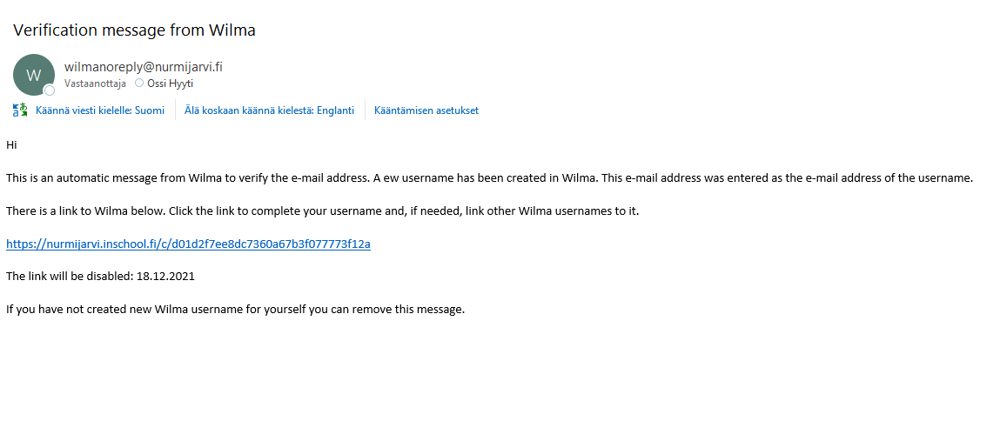 Verification message from Wilma
W
wilmanoreply@nurmijarvi.fi
Vastaanottaja Ossi Hyyti
Käännä viesti kielelle: Suomi Älä koskaan käännä kielestä: Englanti Kääntämisen asetukset
Hi
This is an automatic message from Wilma to verify the e-mail address. A ew username has been created in Wilma. This e-mail address was entered as the e-mail address of the username.
There is a link to Wilma below. Click the link to complete your username and, if needed, link other Wilma usernames to it.
https://nurmijarvi.inschool.fi/c/d01d2f7ee8dc7360a67b3f077773f12a
The link will be disabled: 18.12.2021
If you have not created new Wilma username for yourself you can remove this message.